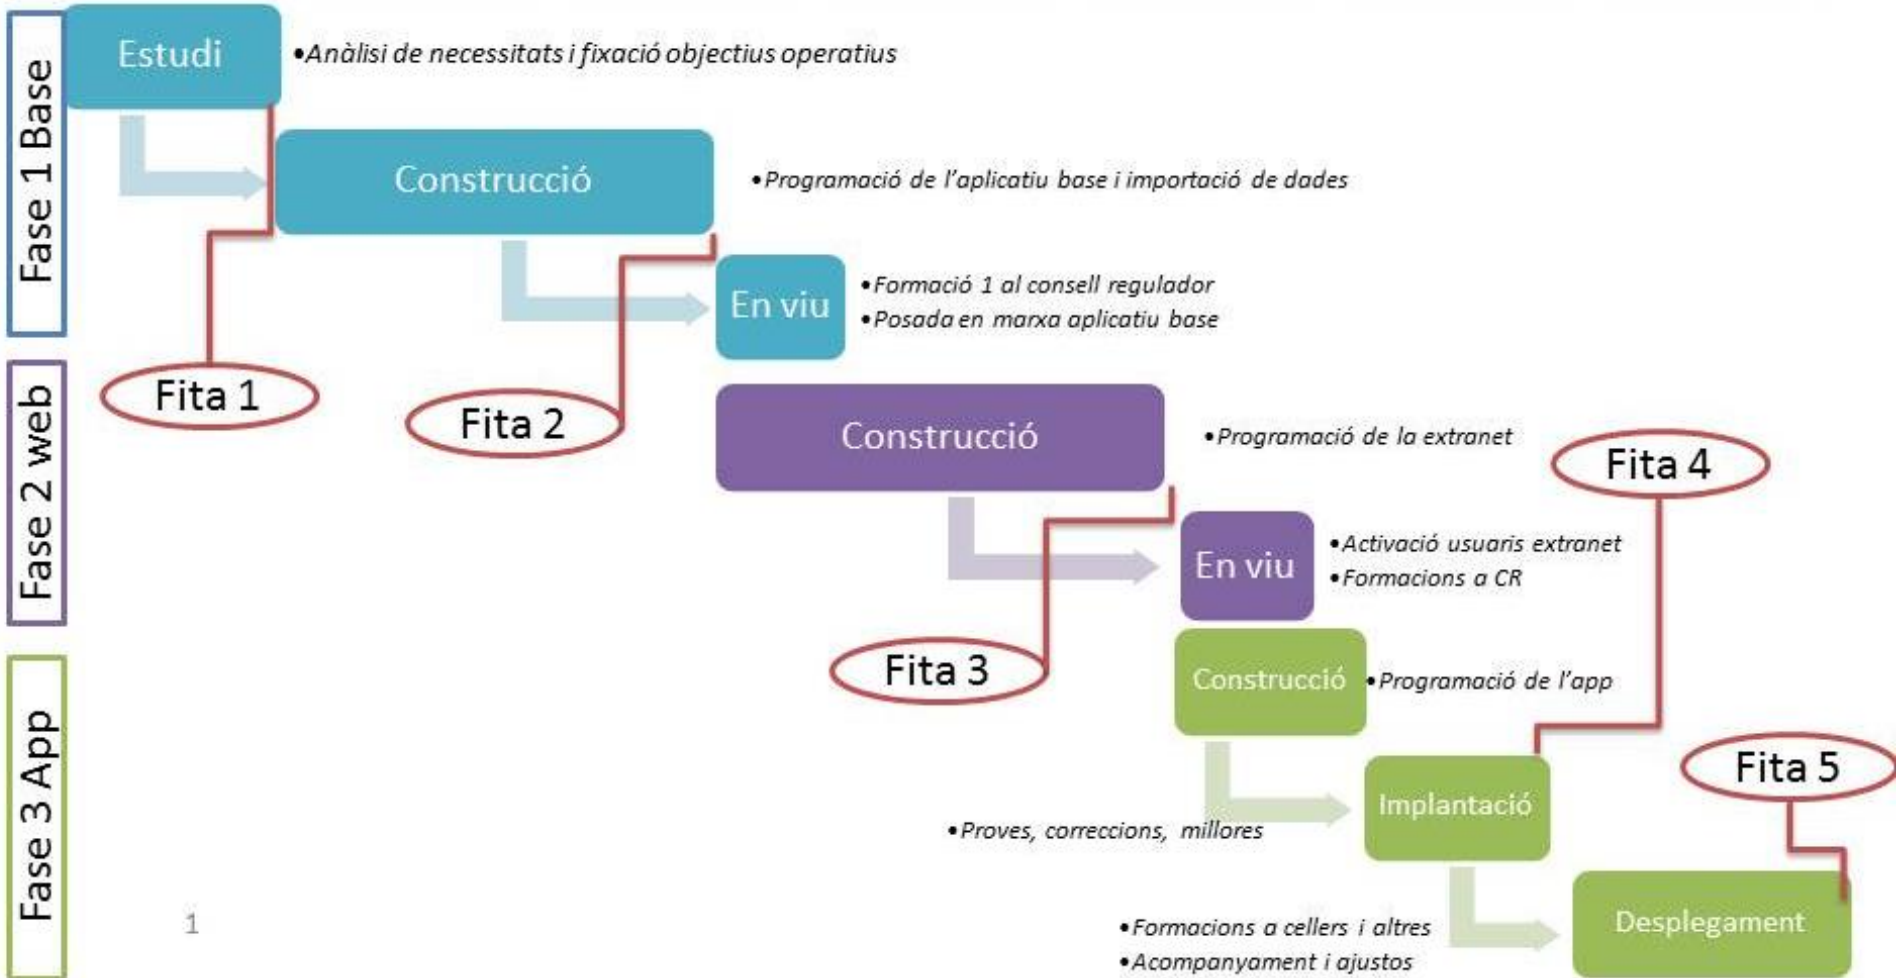 Fase 1 Base
Estudi
•Anàlisi de necessitats i fixació objectius operatius
Construcció
•Programació de l'aplicatiu base i importació de dades
En viu
•Formació 1 al consell regulador
•Posada en marxa aplicatiu base
Fita 1
Fita 2
Fase 2 web
Construcció
•Programació de la extranet
Fita 4
En viu
•Activació usuaris extranet
•Formacions a CR
Fita 3
Fase 3 App
Construcció
•Programació de l'app
Fita 5
Implantació
•Proves, correccions, millores
Desplegament
•Formacions a cellers i altres
•Acompanyament i ajustos
1